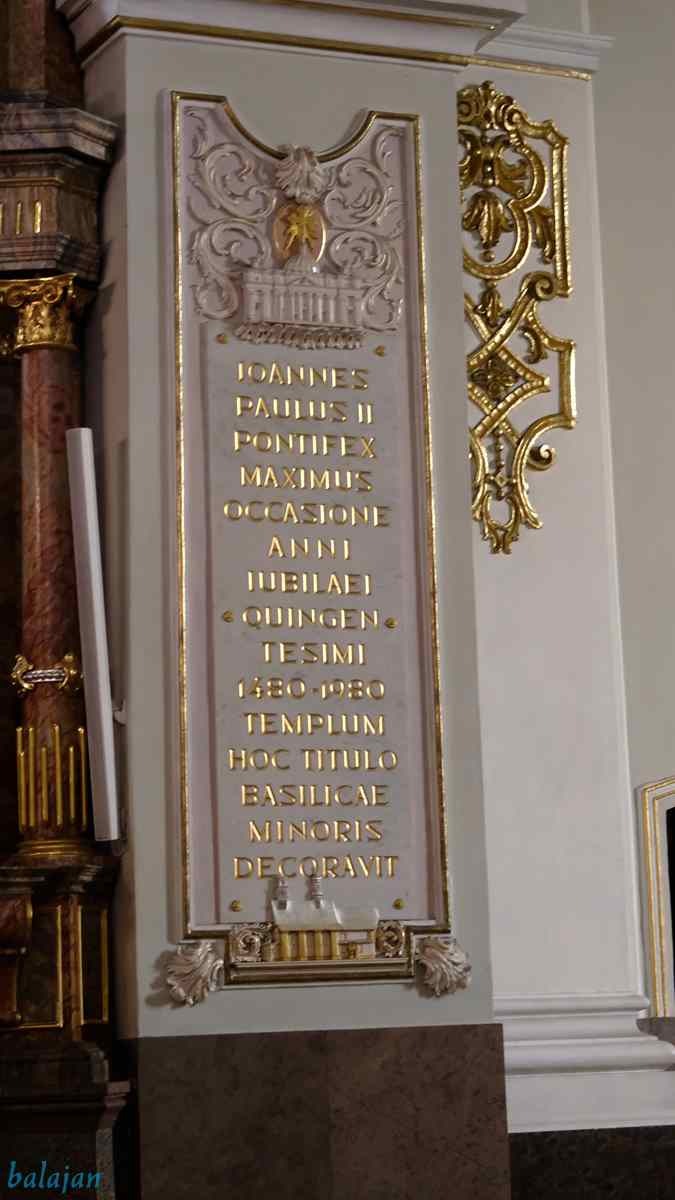 IOANNES
PAULUS II
PONTIFEX
MAXIMUS
OCCASIONE
ANNI
IUBILAEI
QUINGEN
TESIMI
1480-1980
TEMPLUM
HOC TITULO
BASILICAE
MINORIS
DECORAVIT
balajan